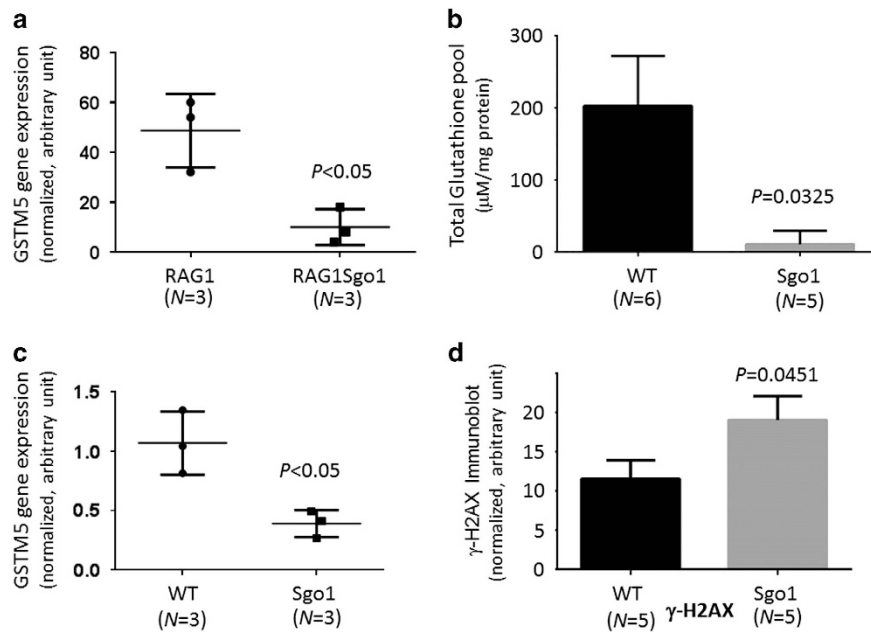 a
GSTM5 gene expression
(normalized, arbitrary unit)
80
60
40
20
0
P<0.05
RAG1
(N=3)
RAG1Sgo1
(N=3)
b
Total Glutathione pool
(μM/mg protein)
300
200
100
0
P=0.0325
WT
(N=6)
Sgo1
(N=5)
c
GSTM5 gene expression
(normalized, arbitrary unit)
1.5
1.0
0.5
0.0
P<0.05
WT
(N=3)
Sgo1
(N=3)
d
γ-H2AX Immunoblot
(normalized, arbitrary unit)
20
15
10
5
0
P=0.0451
WT
(N=5)
Sgo1
(N=5)
γ-H2AX